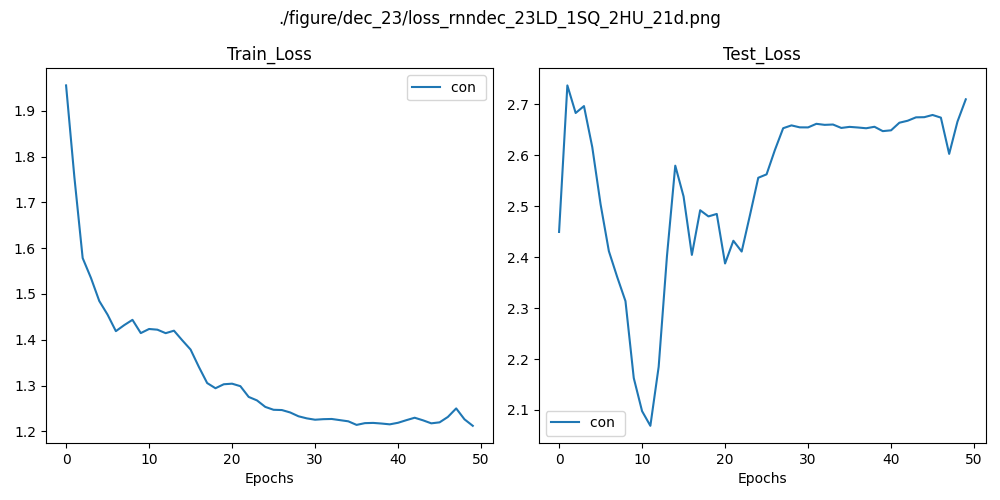 ./figure/dec_23/loss_rnndec_23LD_1SQ_2HU_21d.png
Train_Loss
con
1.9
1.8
1.7
1.6
1.5
1.4
1.3
1.2
0 10 20 30 40 50
Epochs
Test_Loss
2.7
2.6
2.5
2.4
2.3
2.2
2.1
con
0 10 20 30 40 50
Epochs